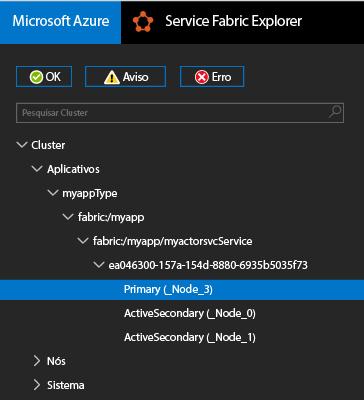 Microsoft Azure Service Fabric Explorer
OK Aviso Erro
Pesquisar Cluster
Cluster
Aplicativos
myappType
fabric:/myapp
fabric:/myapp/myactorsvcService
ea046300-157a-154d-8880-6935b5035f73
Primary (_Node_3)
ActiveSecondary (_Node_0)
ActiveSecondary (_Node_1)
Nós
Sistema